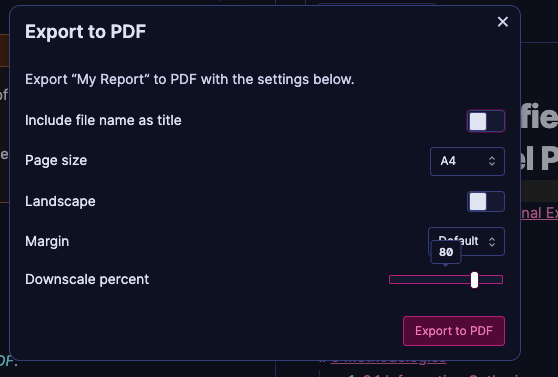 Export to PDF
Export “My Report” to PDF with the settings below.
Include file name as title
Page size
A4
Landscape
Margin
Default
80
Downscale percent
Export to PDF